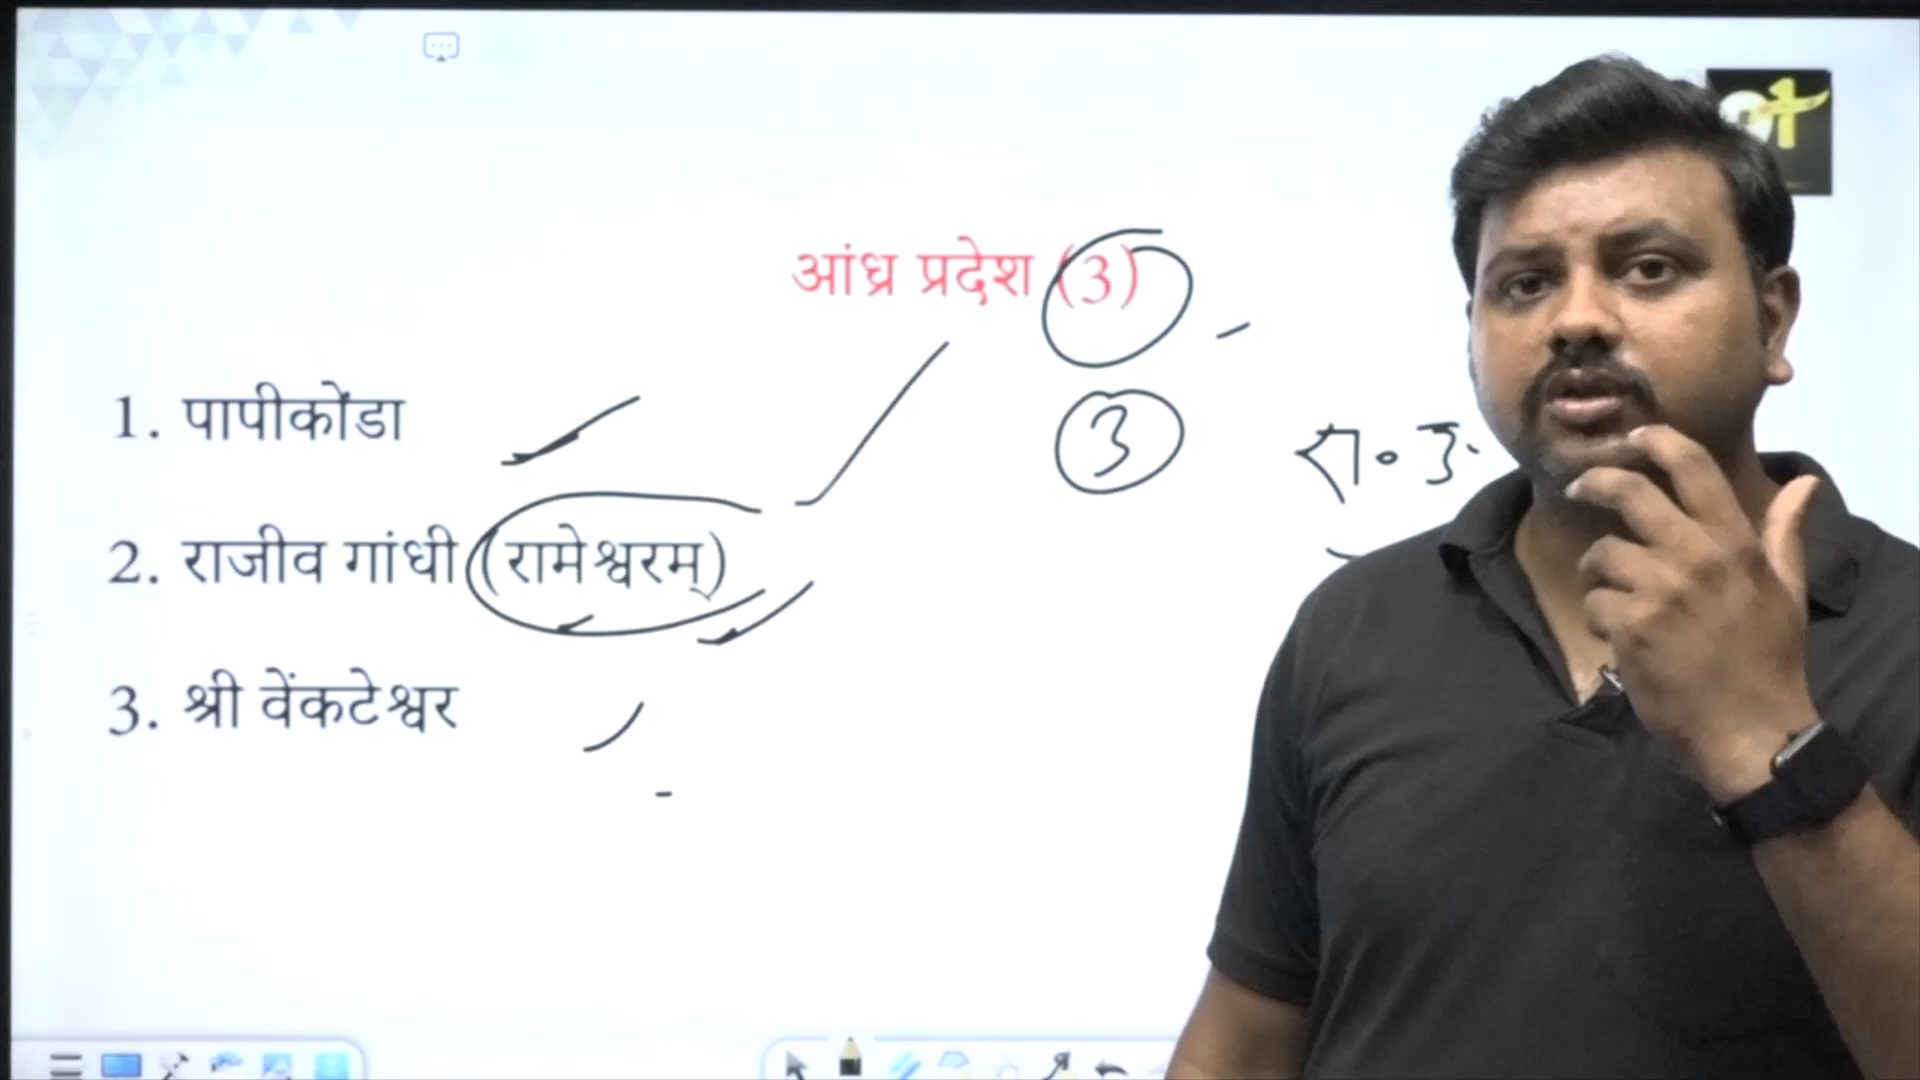 आंध्र प्रदेश (3)
3
1. पापीकोंडा
2. राजीव गांधी (रामेश्वरम्)
3. श्री वेंकटेश्वर